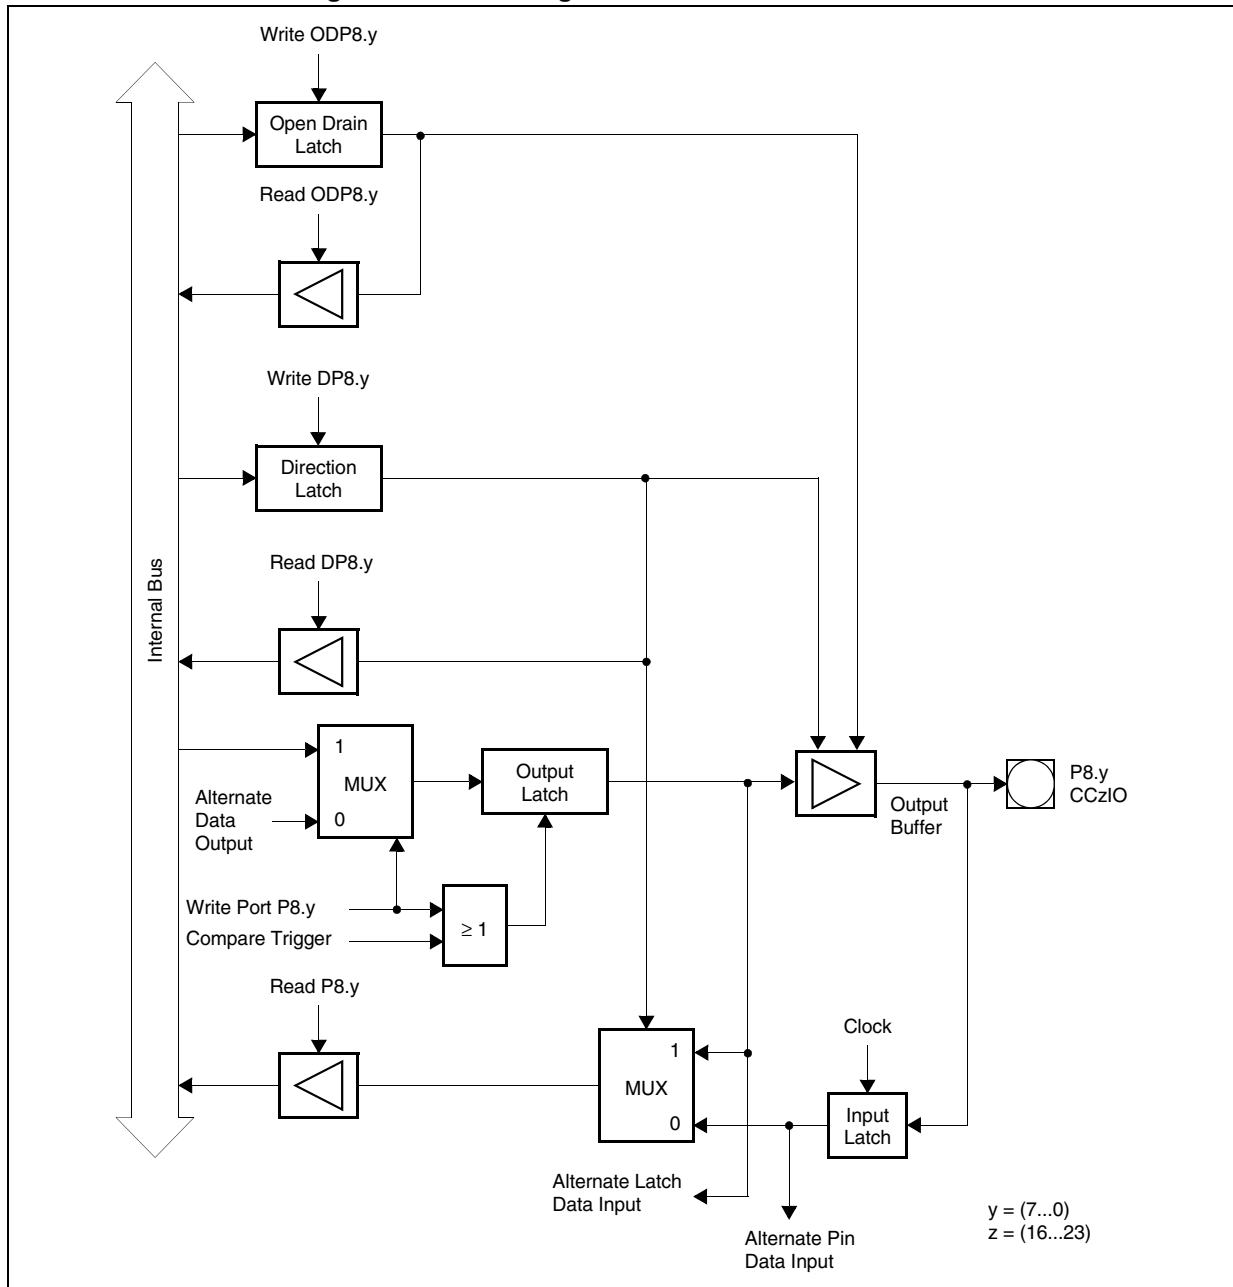 Write ODP8.y
Open Drain
Latch
Read ODP8.y
Write DP8.y
Direction
Latch
Read DP8.y
Internal Bus
1
MUX
0
Alternate
Data
Output
Output
Latch
Output
Buffer
P8.y
CCzIO
Write Port P8.y
Compare Trigger
≥ 1
Read P8.y
Clock
1
MUX
0
Input
Latch
Alternate Latch
Data Input
Alternate Pin
Data Input
y = (7...0)
z = (16...23)